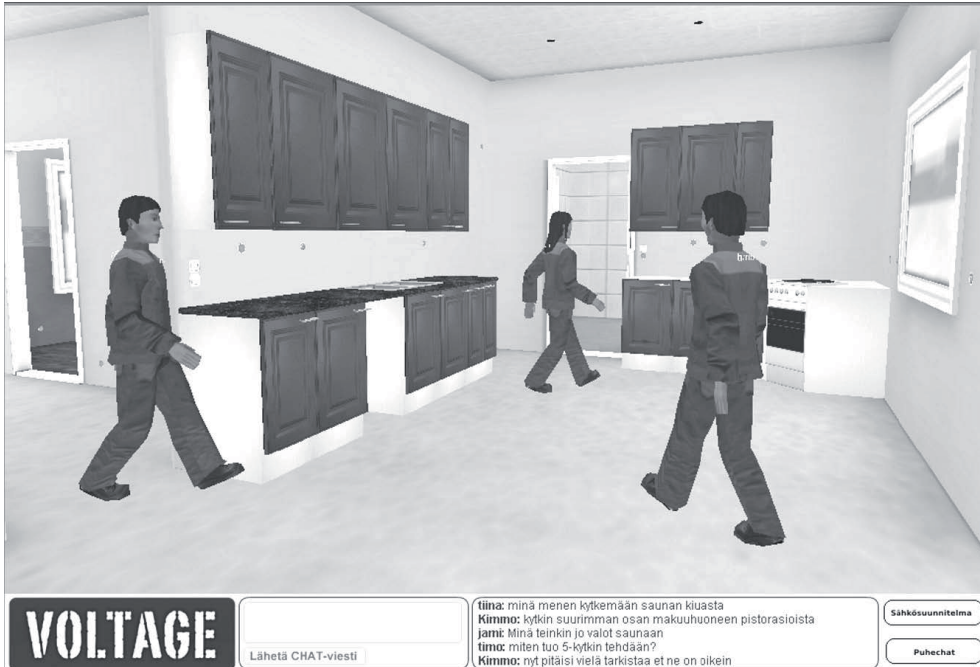 VOLTAGE
Lähetä CHAT-viesti
tiina: minä menen kytkemään saunan kiuasta
Kimmo: kytkin suurimman osan makuuhuoneen pistorasioista
jami: Minä teinkin jo valot saunaan
timo: miten tuo 5-kytkin tehdään?
Kimmo: nyt pitäisi vielä tarkistaa et ne on oikein
Sähkösuunnitelma
Puhechat